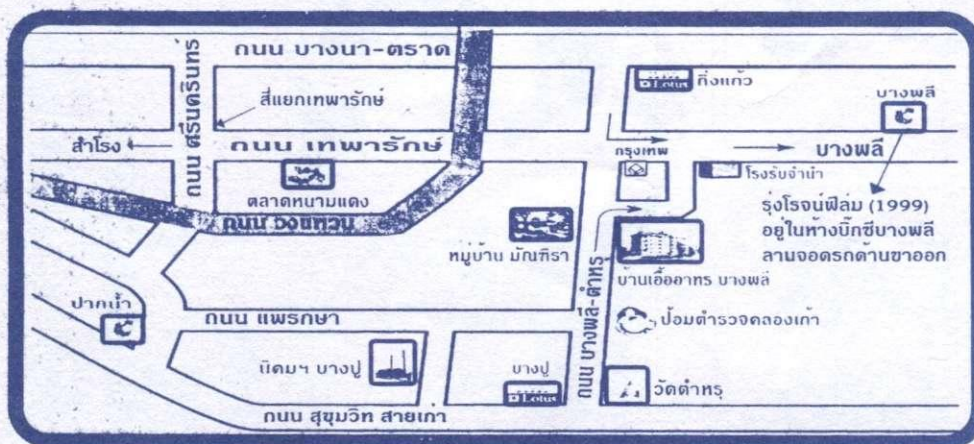 ถนน บางนา-ตราด
ถนน ศรีนครินทร
Lotus กิ่งแก้ว
บางพลี
สี่แยกเทพารักษ์
สำโรง
ถนน เทพารักษ์
กรุงเทพ
บางพลี
โรงรับจำนำ
ตลาดหนามแดง
ถนน วงแหวน
รุ่งโรจน์ฟิล์ม (1999)
อยู่ในห้างบิ๊กซีบางพลี
ลานจอดรถด้านขาออก
หมู่บ้าน มัณฑิรา
บ้านเอื้ออาทร บางพลี
ปากน้ำ
ถนน แพรกษา
ถนน บางพลี-ตำหรุ
ป้อมตำรวจคลองเก้า
นิคมฯ บางปู
บางปู
Lotus
วัดตำหรุ
ถนน สุขุมวิท สายเก่า